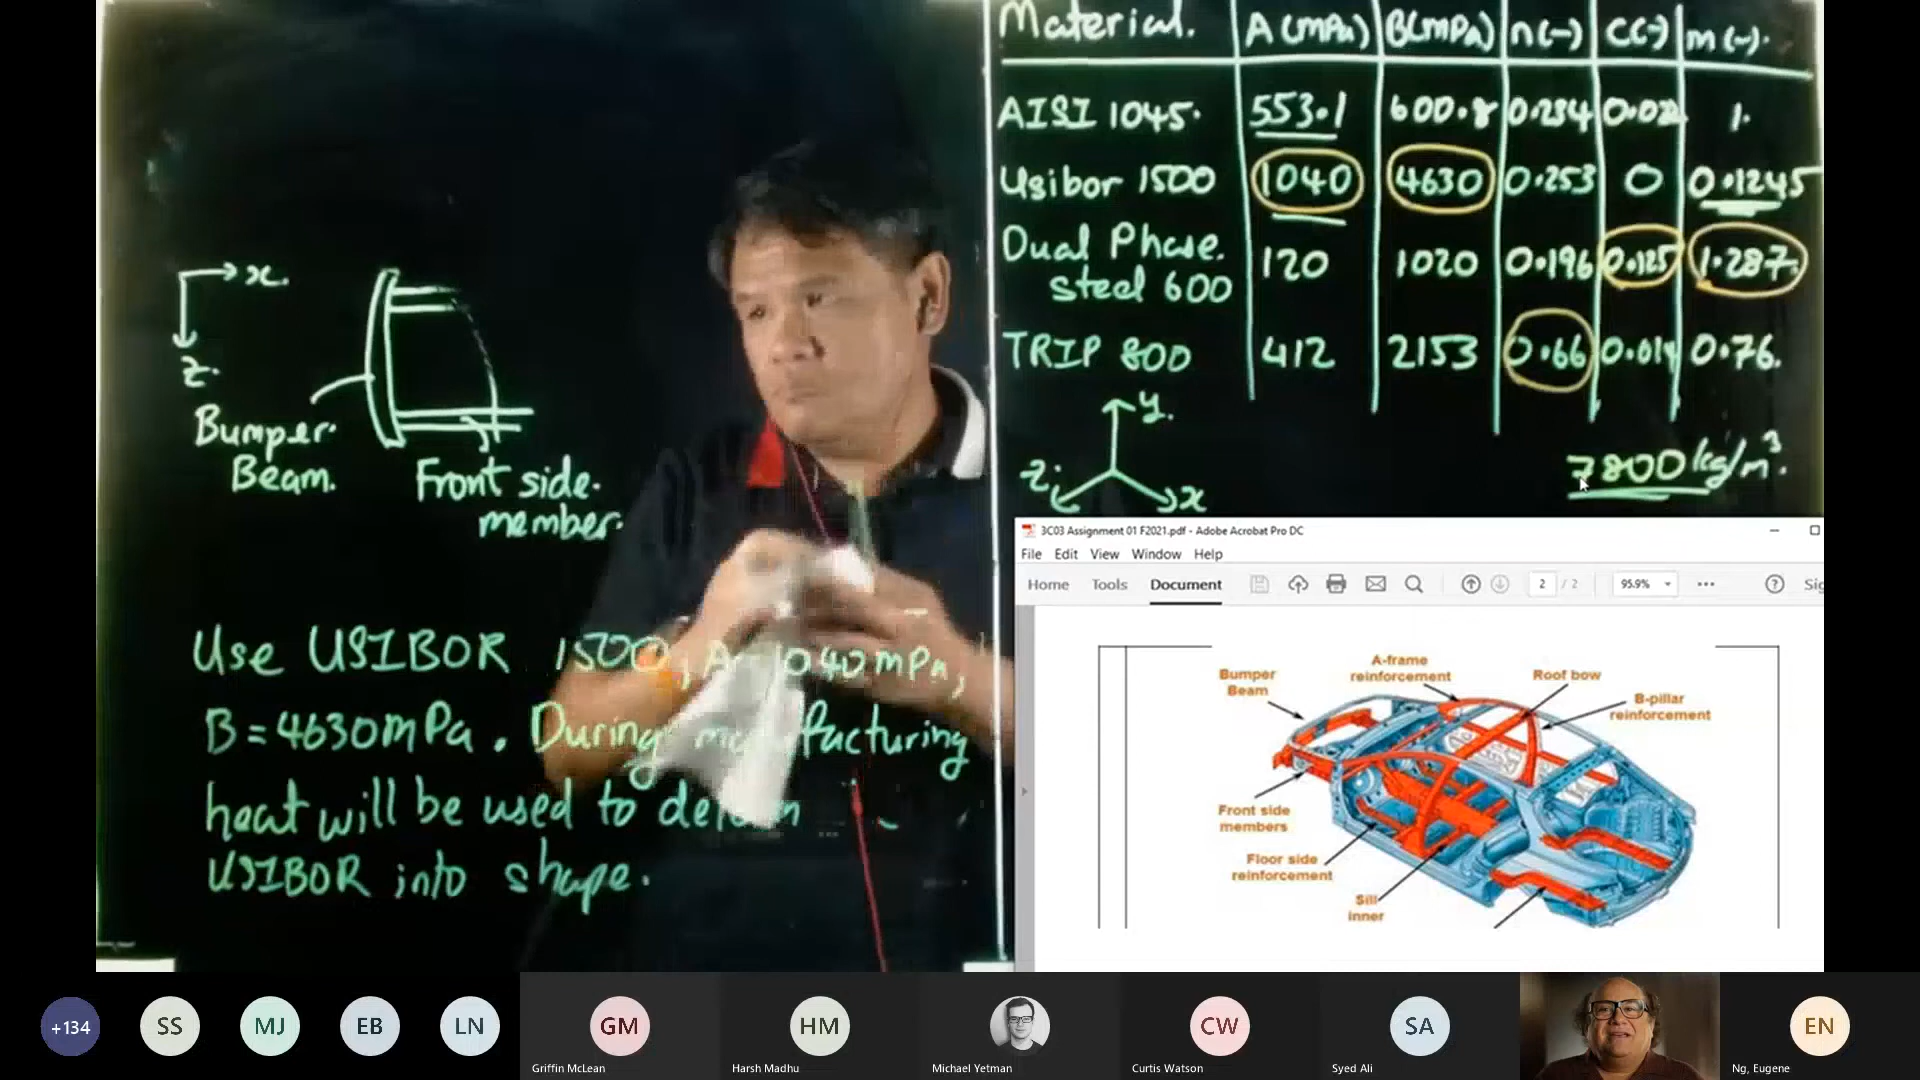 Material. A (MPa) B(MPa) n(-) C(-) m(-).
AISI 1045. 553.1 600.8 0.234 1.
Usibor 1500 1040 4630 0.253 0 0.1245
Dual Phase.
steel 600 120 1020 0.196 0.125 1.287
TRIP 800 412 2153 0.66 0.014 0.76.
y.
z. x
7800 kg/m³.
x.
z.
Bumper.
Beam.
Front side.
member.
Use USIBOR 1500, A = 1040 MPa,
B = 4630 MPa. During
heat will be used to
USIBOR into shape.
3C03 Assignment 01 F2021.pdf - Adobe Acrobat Pro DC
File Edit View Window Help
Home Tools Document 2 / 2 95.9%
Bumper
Beam
A-frame
reinforcement
Roof bow
B-pillar
reinforcement
Front side
members
Floor side
reinforcement
Sill
inner
+134 SS MJ EB LN GM HM CW SA EN
Griffin McLean Harsh Madhu Michael Yetman Curtis Watson Syed Ali Ng, Eugene